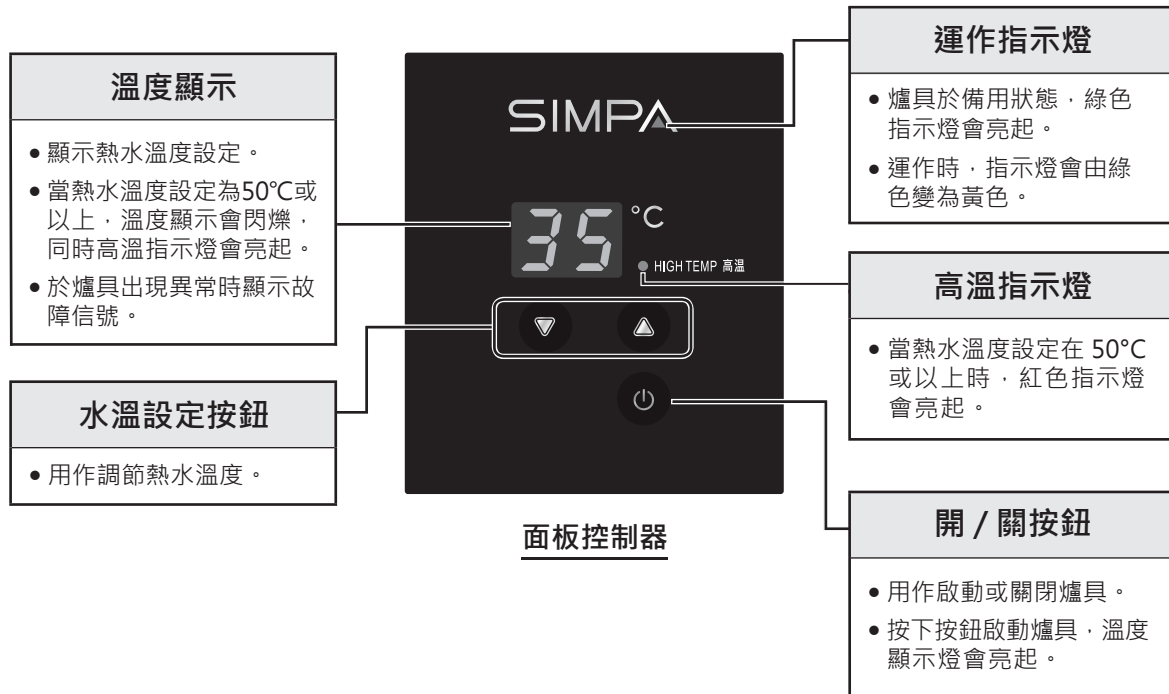 溫度顯示
• 顯示熱水溫度設定。
• 當熱水溫度設定為50℃或
以上，溫度顯示會閃爍，
同時高溫指示燈會亮起。
• 於爐具出現異常時顯示故
障信號。
水溫設定按鈕
• 用作調節熱水溫度。
SIMPA
35 °C
HIGH TEMP 高溫
面板控制器
運作指示燈
• 爐具於備用狀態，綠色
指示燈會亮起。
• 運作時，指示燈會由綠
色變為黃色。
高溫指示燈
• 當熱水溫度設定在 50°C
或以上時，紅色指示燈
會亮起。
開 / 關按鈕
• 用作啟動或關閉爐具。
• 按下按鈕啟動爐具，溫度
顯示燈會亮起。